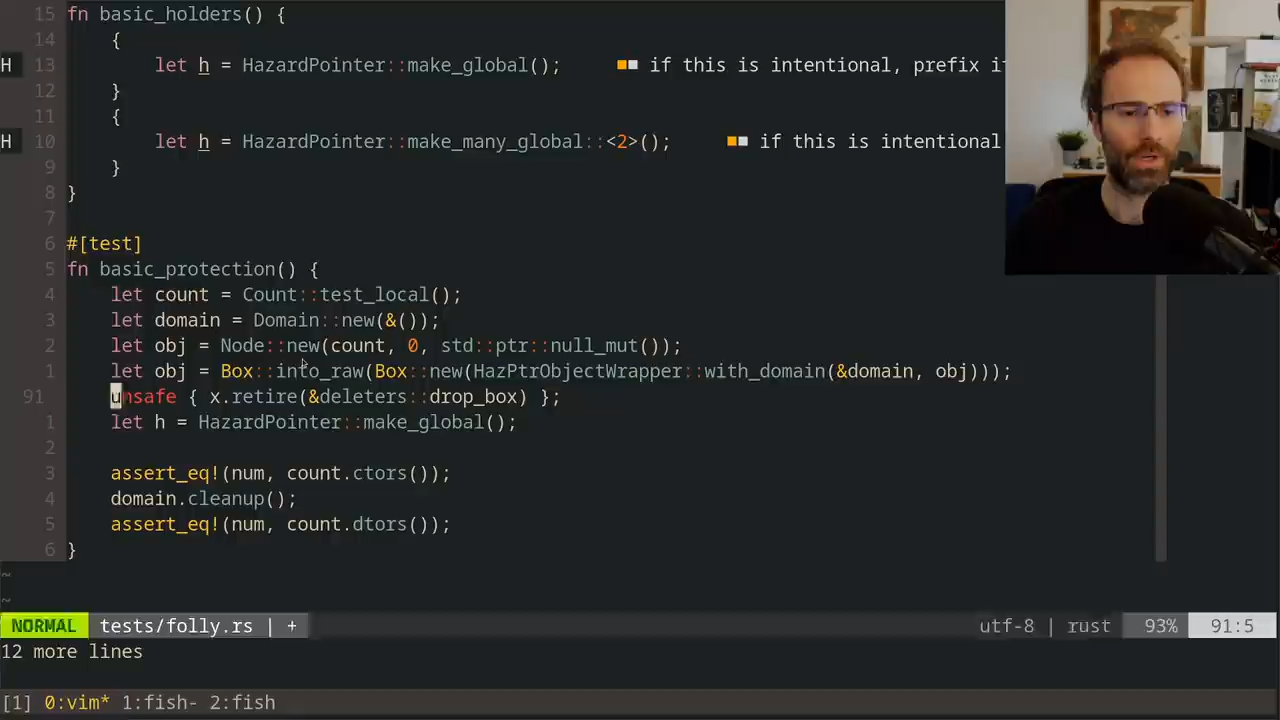 15 fn basic_holders() {
14 {
H 13 let h = HazardPointer::make_global(); if this is intentional, prefix i
12 }
11 {
H 10 let h = HazardPointer::make_many_global::<2>(); if this is intentional
9 }
8 }
7
6 #[test]
5 fn basic_protection() {
4 let count = Count::test_local();
3 let domain = Domain::new(&());
2 let obj = Node::new(count, 0, std::ptr::null_mut());
1 let obj = Box::into_raw(Box::new(HazPtrObjectWrapper::with_domain(&domain, obj)));
91 unsafe { x.retire(&deleters::drop_box) };
1 let h = HazardPointer::make_global();
2
3 assert_eq!(num, count.ctors());
4 domain.cleanup();
5 assert_eq!(num, count.dtors());
6 }
~
~
NORMAL tests/folly.rs | + utf-8 | rust 93% 91:5
12 more lines
[1] 0:vim* 1:fish- 2:fish